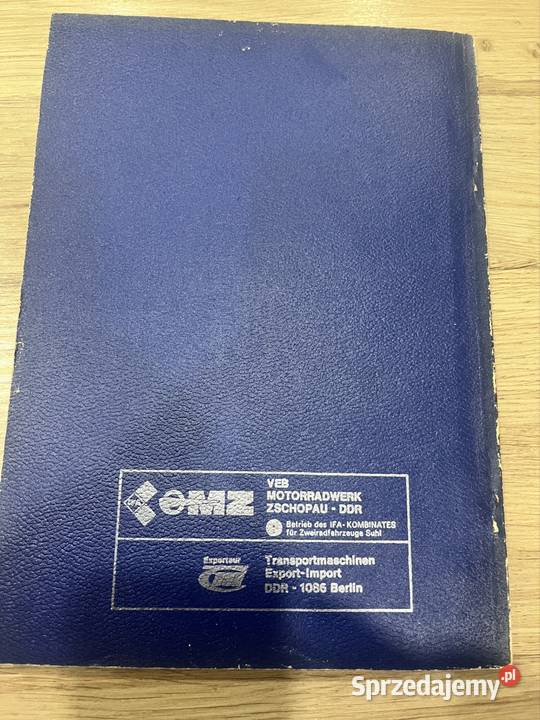 VEB
MOTORRADWERK
ZSCHOPAU - DDR
IFA
MZ
Betrieb des IFA-KOMBINATES
für Zweiradfahrzeuge Suhl
Exporteur
Transportmaschinen
Export-Import
DDR - 1086 Berlin
Sprzedajemy.pl